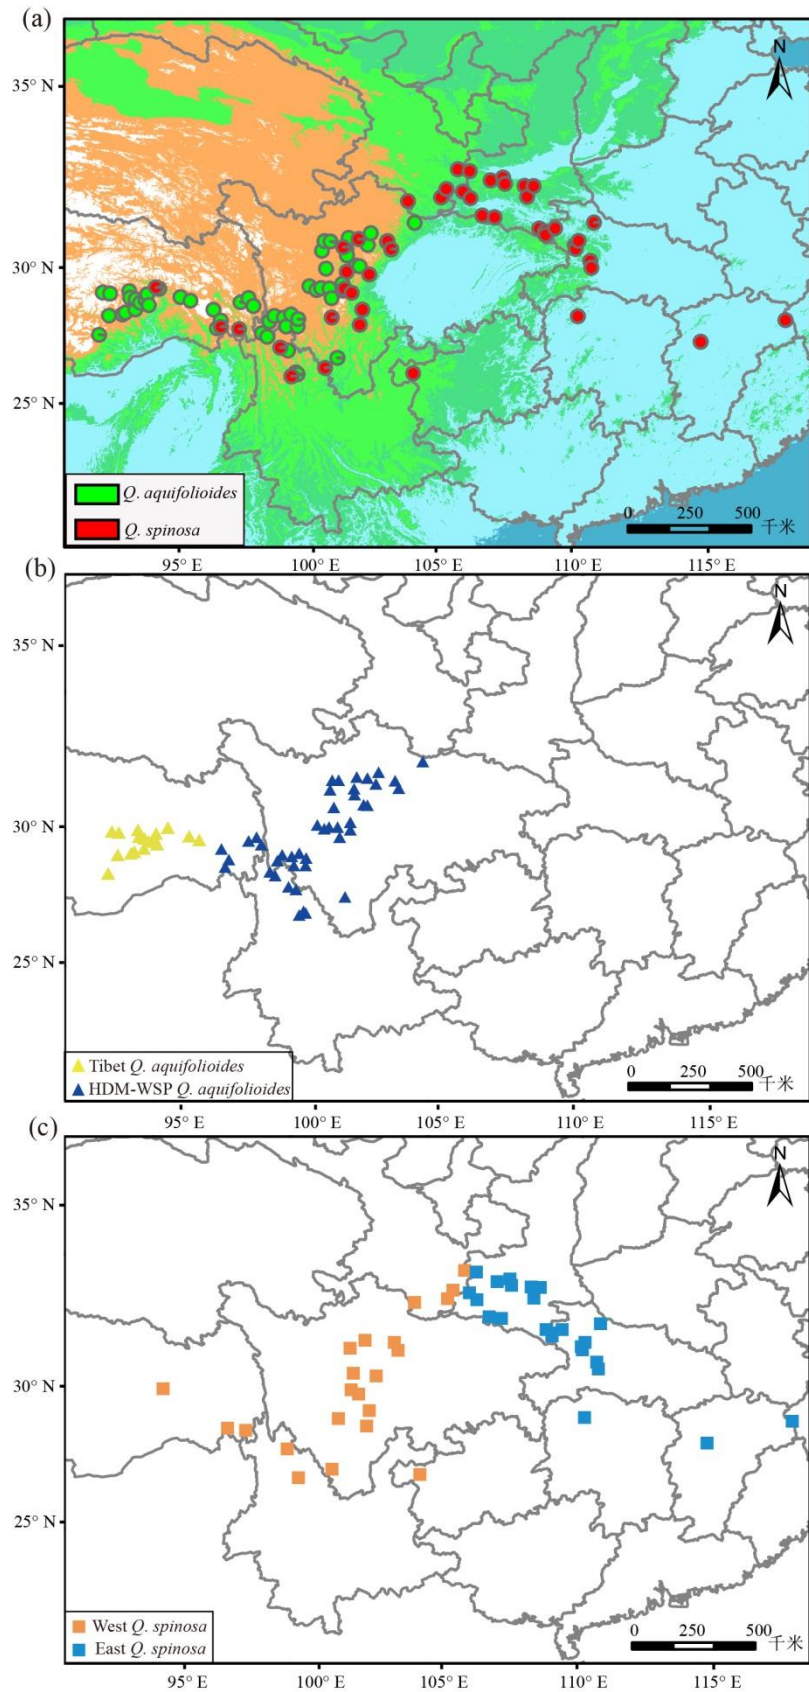 (a)
N
35° N
30° N
25° N
Q. aquifolioides
Q. spinosa
0 250 500
千米
95° E 100° E 105° E 110° E 115° E
(b)
N
35° N
30° N
25° N
Tibet Q. aquifolioides
HDM-WSP Q. aquifolioides
0 250 500
千米
95° E 100° E 105° E 110° E 115° E
(c)
N
35° N
30° N
25° N
West Q. spinosa
East Q. spinosa
0 250 500
千米
95° E 100° E 105° E 110° E 115° E